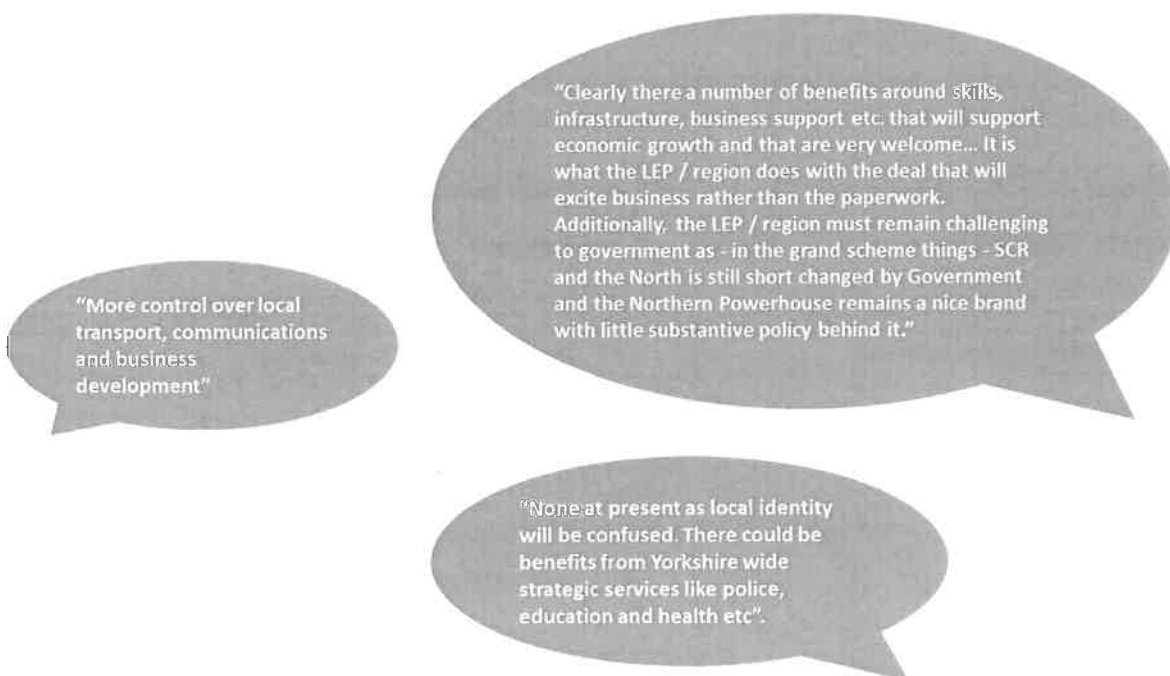 “Clearly there a number of benefits around skills,
infrastructure, business support etc. that will support
economic growth and that are very welcome... It is
what the LEP / region does with the deal that will
excite business rather than the paperwork.
Additionally, the LEP / region must remain challenging
to government as - in the grand scheme things - SCR
and the North is still short changed by Government
and the Northern Powerhouse remains a nice brand
with little substantive policy behind it.”
“More control over local
transport, communications
and business
development”
“None at present as local identity
will be confused. There could be
benefits from Yorkshire wide
strategic services like police,
education and health etc”.